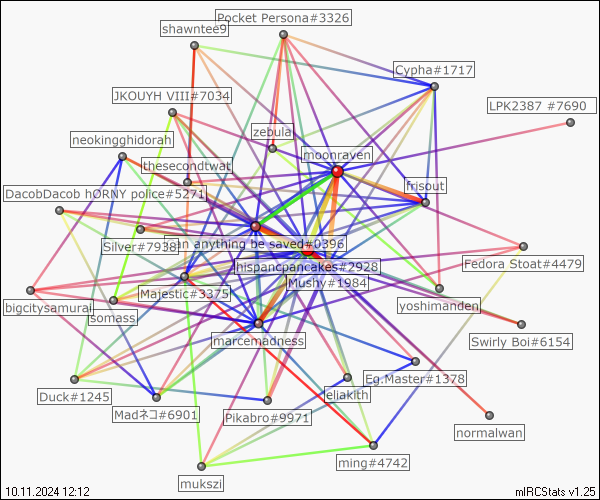 Pocket Persona#3326
shawntee9
Cypha#1717
JKOUYH VIII#7034
LPK2387 #7690
zebula
neokingghidorah
moonraven
thesecondtwat
frisout
DacobDacob hORNY police#5271
Silver#7938
an anything be saved#0396
hispancpancakes#2928
Fedora Stoat#4479
Majestic#3375
Mushy#1984
bigcitysamurai
somass
yoshimanden
marcemadness
Swirly Boi#6154
Eg.Master#1378
Duck#1245
eliakith
Madネコ#6901
Pikabro#9971
normalwan
ming#4742
mukszi
10.11.2024 12:12
mIRCStats v1.25